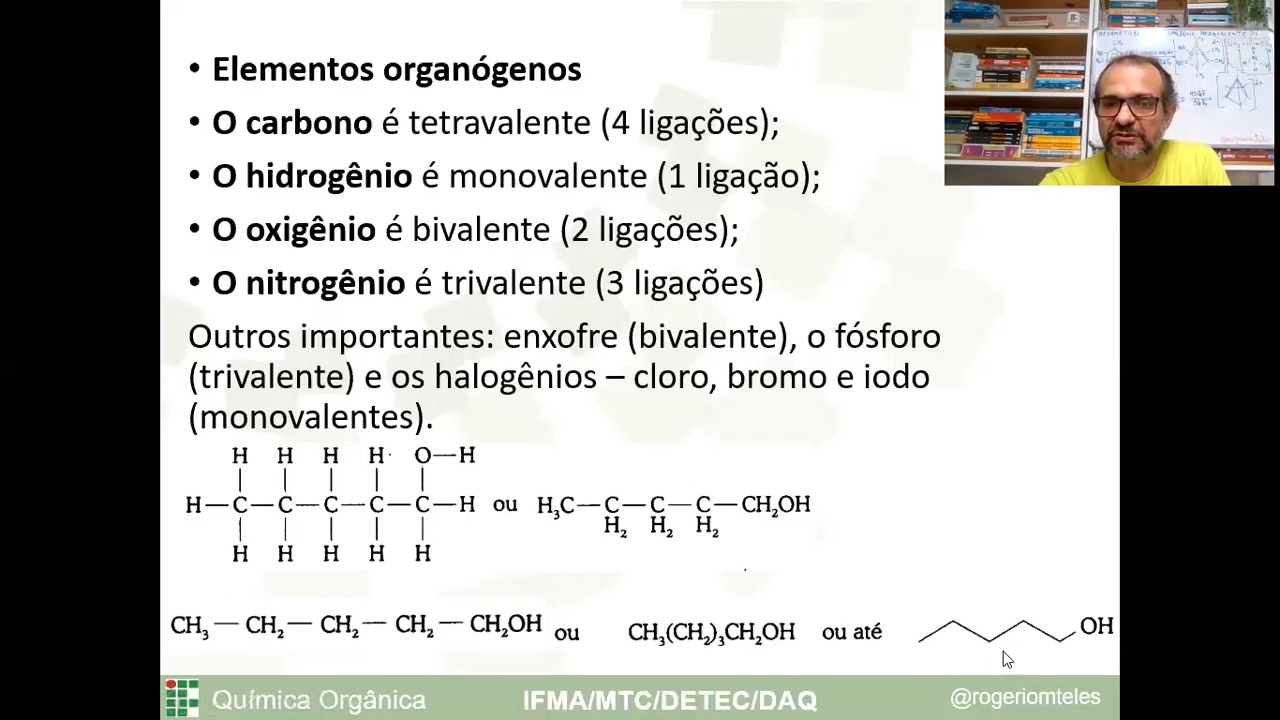 • Elementos organógenos
• O carbono é tetravalente (4 ligações);
• O hidrogênio é monovalente (1 ligação);
• O oxigênio é bivalente (2 ligações);
• O nitrogênio é trivalente (3 ligações)
Outros importantes: enxofre (bivalente), o fósforo
(trivalente) e os halogênios – cloro, bromo e iodo
(monovalentes).
H H H H O—H
H—C—C—C—C—C—H ou H₃C—C—C—C—CH₂OH
H₂ H₂ H₂
H H H H H
CH₃—CH₂—CH₂—CH₂—CH₂OH ou CH₃(CH₂)₃CH₂OH ou até OH
Química Orgânica IFMA/MTC/DETEC/DAQ @rogeriomteles